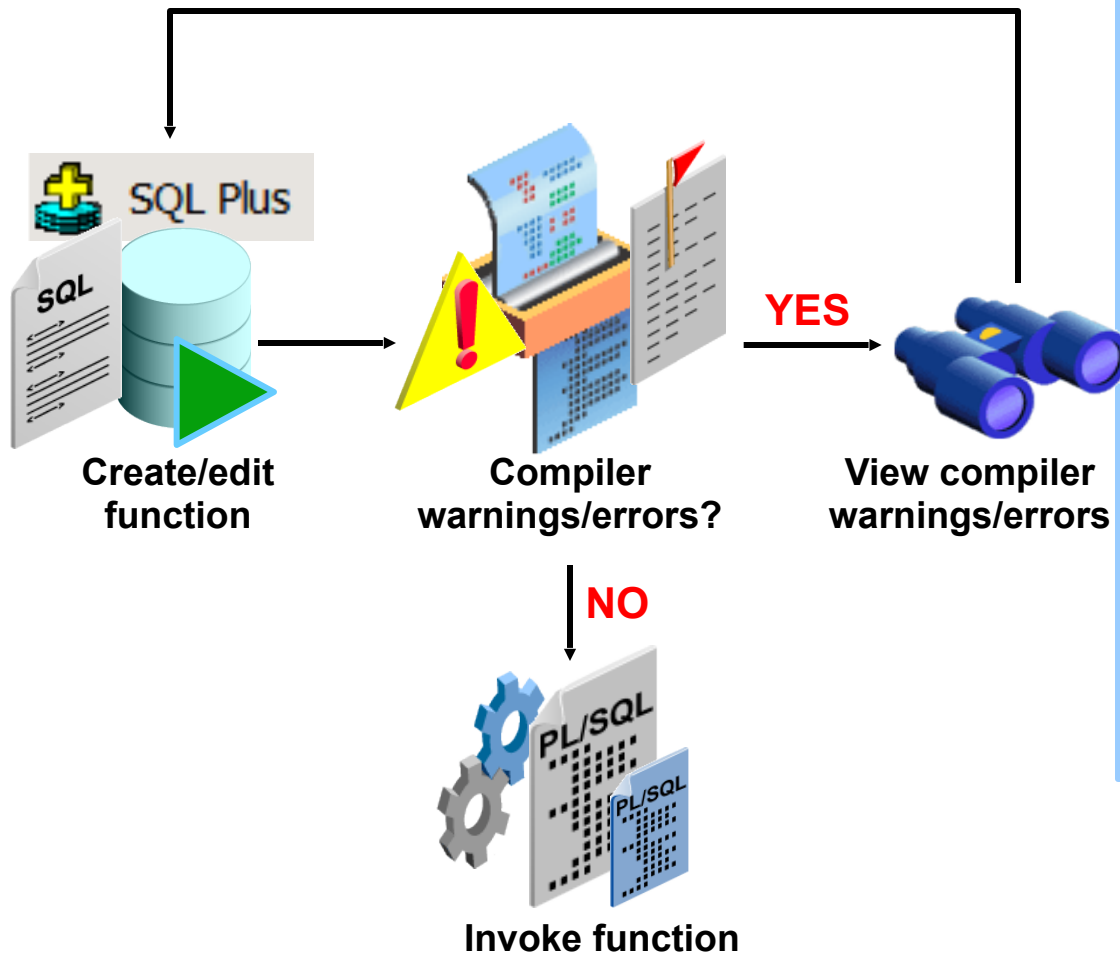 SQL Plus
SQL
Create/edit
function
Compiler
warnings/errors?
YES
View compiler
warnings/errors
NO
PL/SQL
PL/SQL
Invoke function